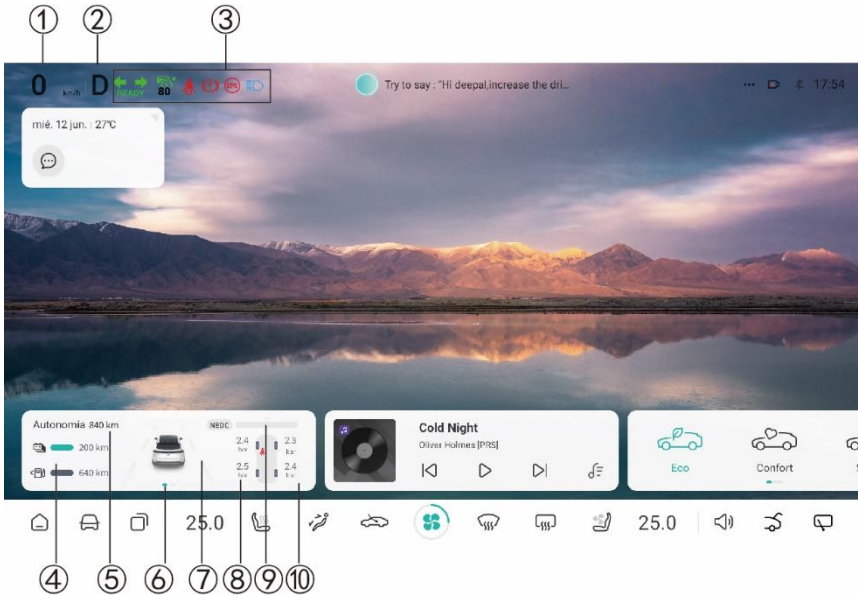 ① ② ③
0 km/h D READY 80 EPB Try to say : "Hi deepal,increase the dri... ••• 17:54
mié. 12 jun. | 27°C
Autonomía 840 km NEDC
200 km
640 km
2.4 bar 2.3 bar
2.5 bar 2.4 bar
Cold Night
Oliver Holmes [PRS]
Eco Confort S
25.0 25.0
④ ⑤ ⑥ ⑦ ⑧ ⑨ ⑩